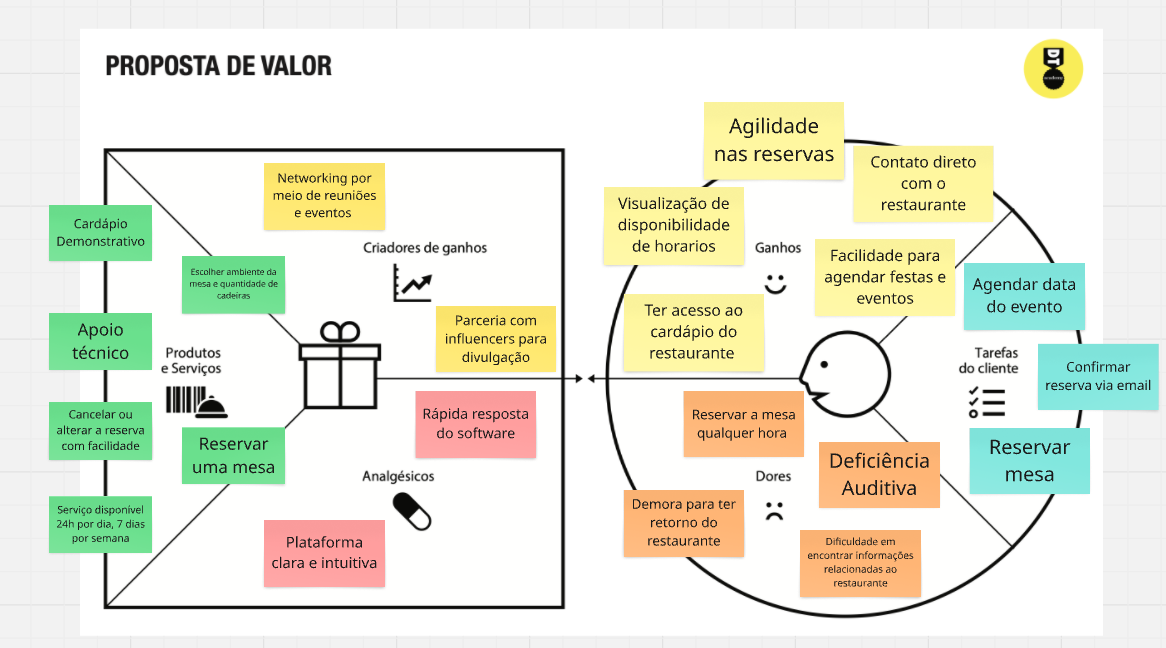 PROPOSTA DE VALOR
DT
academy
Networking por
meio de reuniões
e eventos
Cardápio
Demonstrativo
Escolher ambiente da
mesa e quantidade de
cadeiras
Criadores de ganhos
Parceria com
influencers para
divulgação
Apoio
técnico
Produtos
e Serviços
Cancelar ou
alterar a reserva
com facilidade
Reservar
uma mesa
Serviço disponível
24h por dia, 7 dias
por semana
Rápida resposta
do software
Analgésicos
Plataforma
clara e intuitiva
Agilidade
nas reservas
Contato direto
com o
restaurante
Visualização de
disponibilidade
de horarios
Ganhos
Facilidade para
agendar festas e
eventos
Ter acesso ao
cardápio do
restaurante
Agendar data
do evento
Tarefas
do cliente
Confirmar
reserva via email
Reservar
mesa
Reservar a mesa
qualquer hora
Deficiência
Auditiva
Dores
Demora para ter
retorno do
restaurante
Dificuldade em
encontrar informações
relacionadas ao
restaurante